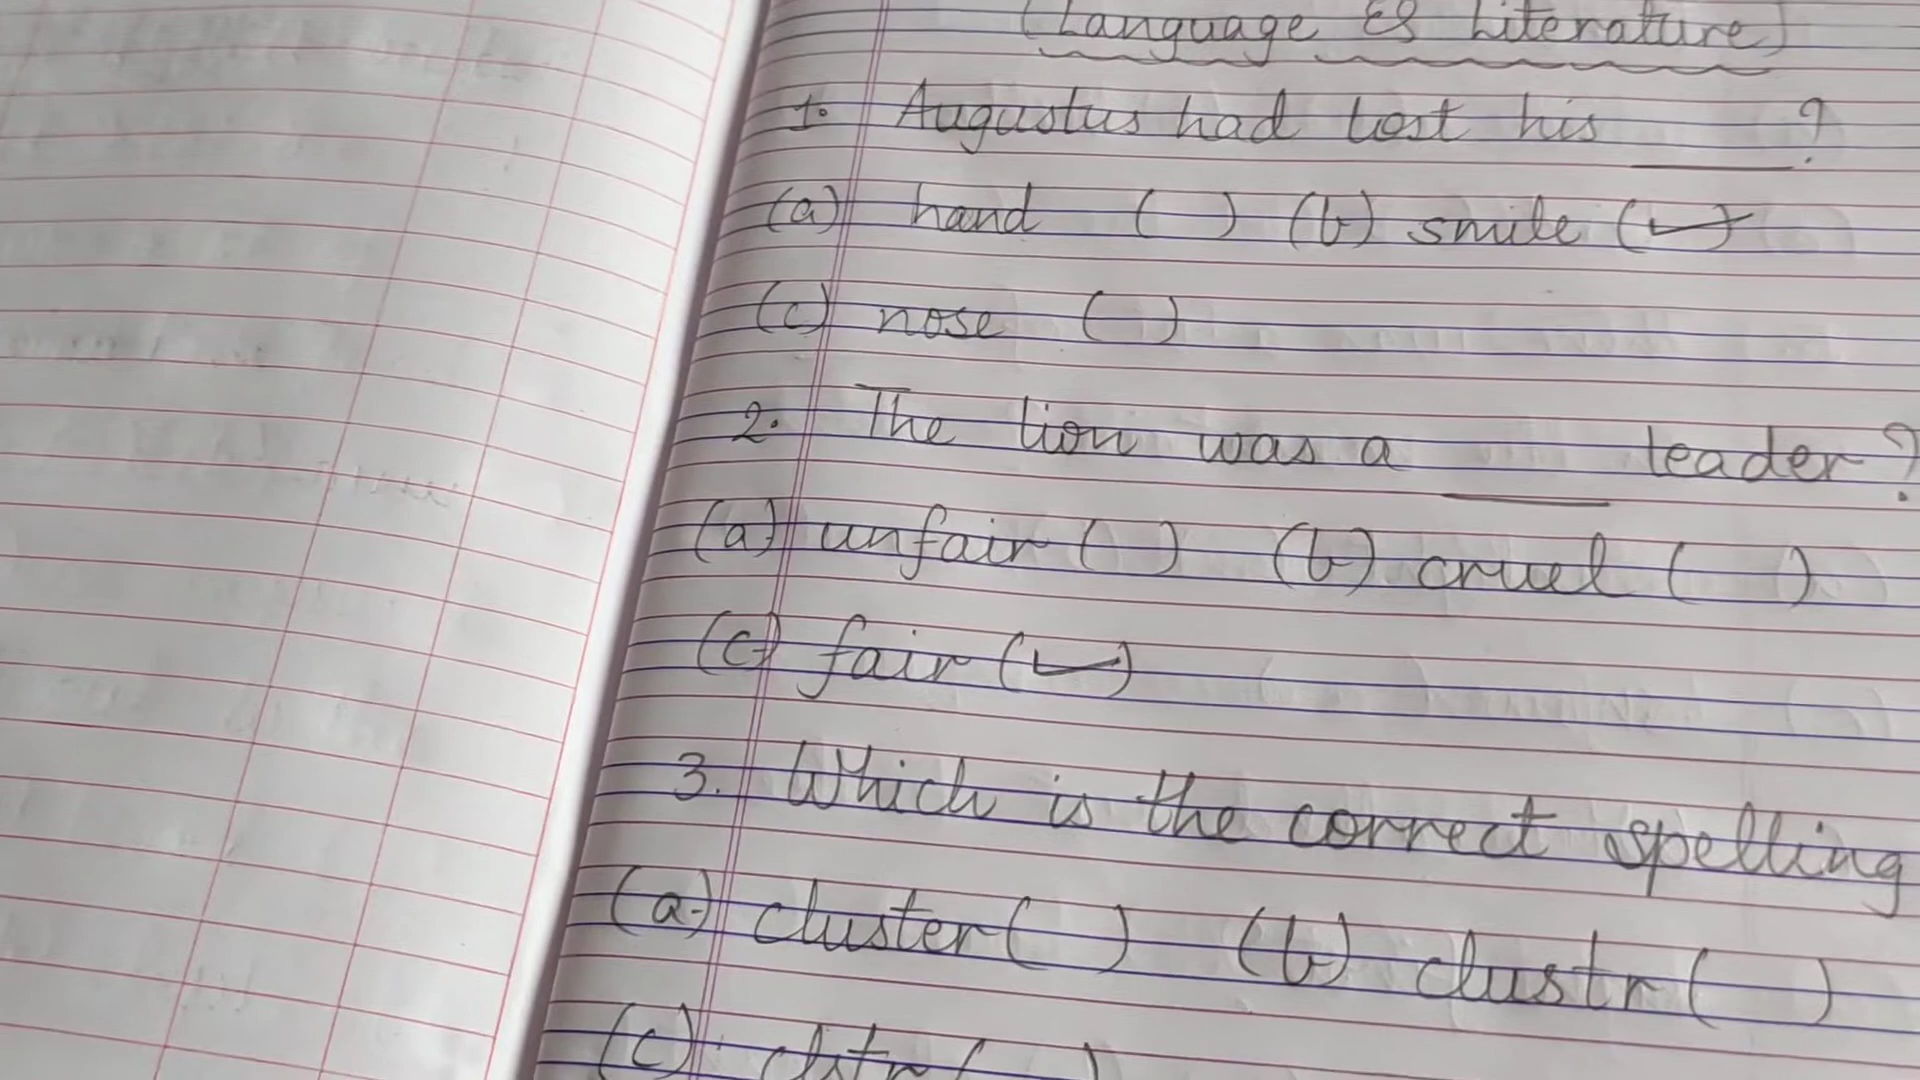 (Language & Literature)
1. Augustus had lost his ____?
(a) hand ( ) (b) smile (✓)
(c) nose ( )
2. The lion was a ____ leader?
(a) unfair ( ) (b) cruel ( )
(c) fair (✓)
3. Which is the correct spelling
(a) cluster ( ) (b) clustr ( )
(c) ( )